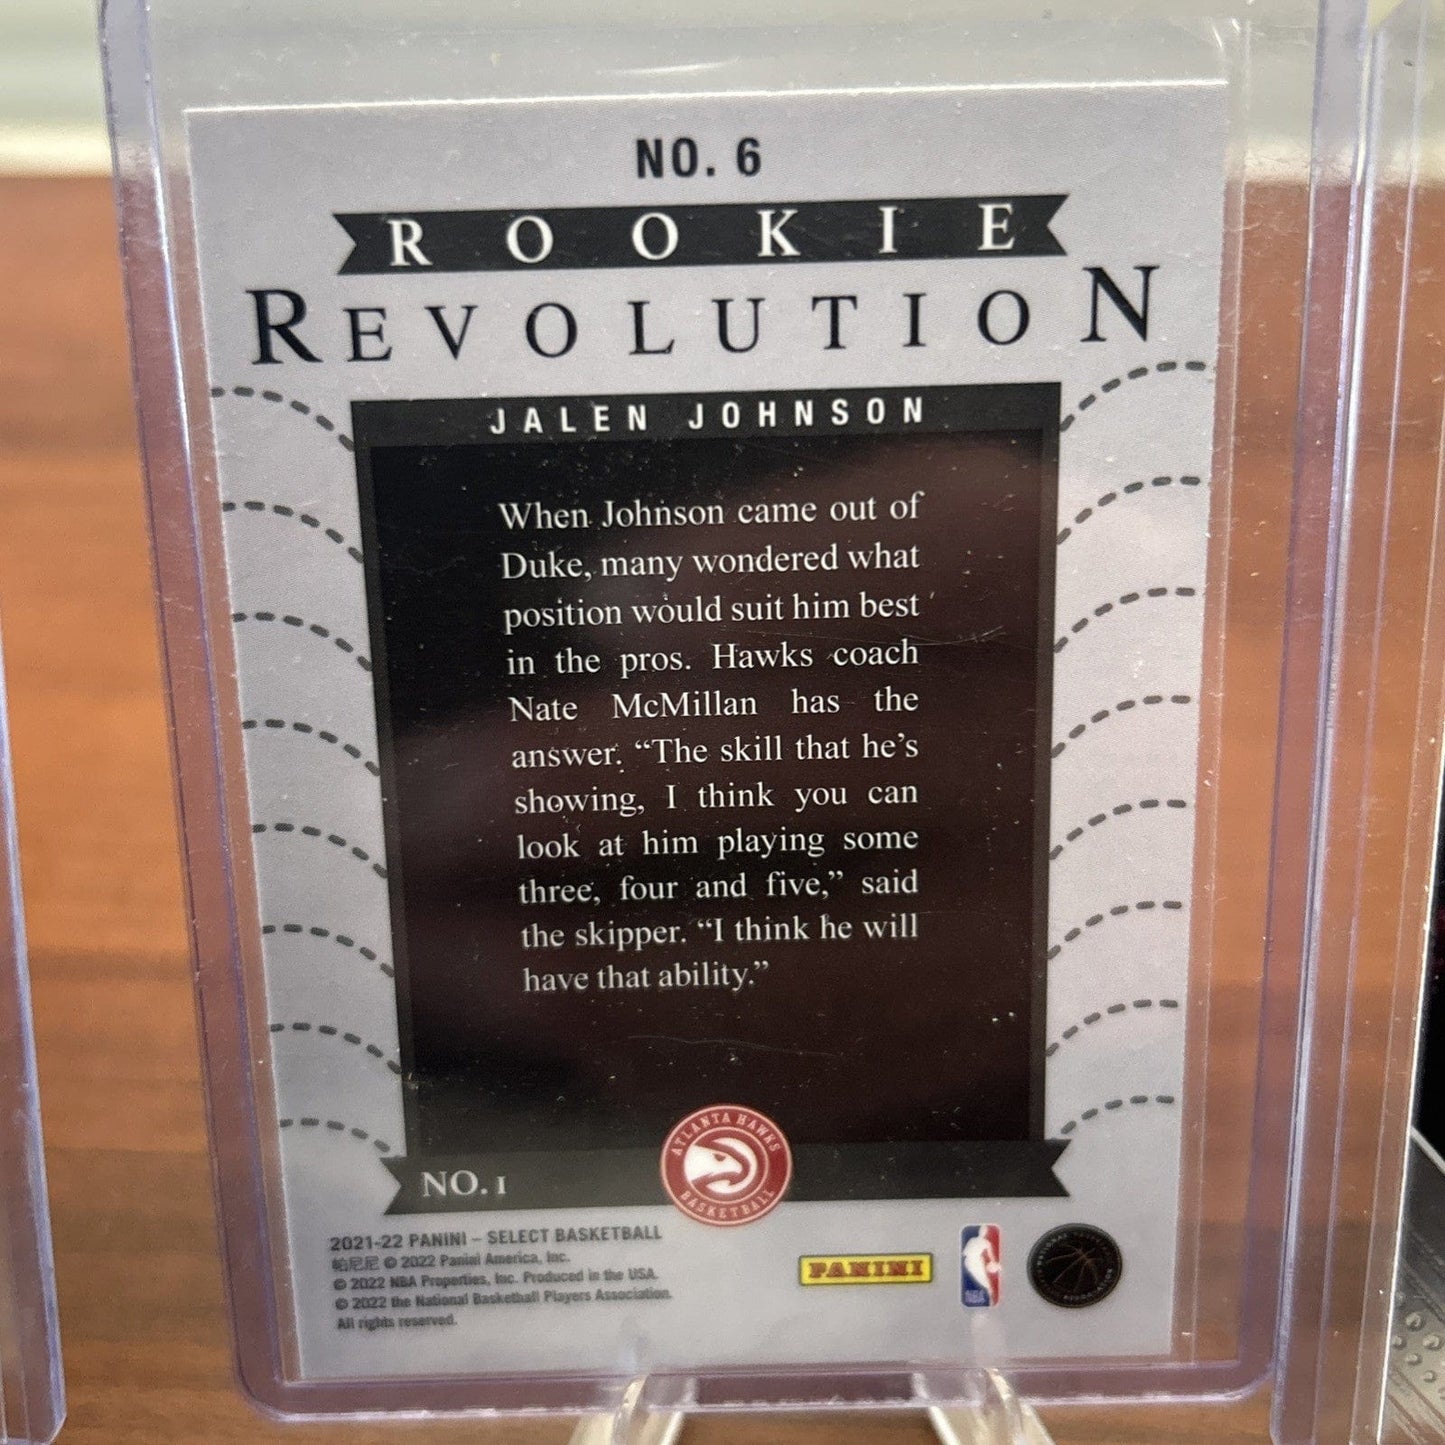 NO. 6
ROOKIE
REVOLUTION
JALEN JOHNSON
When Johnson came out of
Duke, many wondered what
position would suit him best
in the pros. Hawks coach
Nate McMillan has the
answer. “The skill that he’s
showing, I think you can
look at him playing some
three, four and five,” said
the skipper. “I think he will
have that ability.”
NO. 1
ATLANTA HAWKS
BASKETBALL
2021-22 PANINI – SELECT BASKETBALL
帕尼尼 © 2022 Panini America, Inc.
© 2022 NBA Properties, Inc. Produced in the USA.
© 2022 the National Basketball Players Association.
All rights reserved.
PANINI
NBA